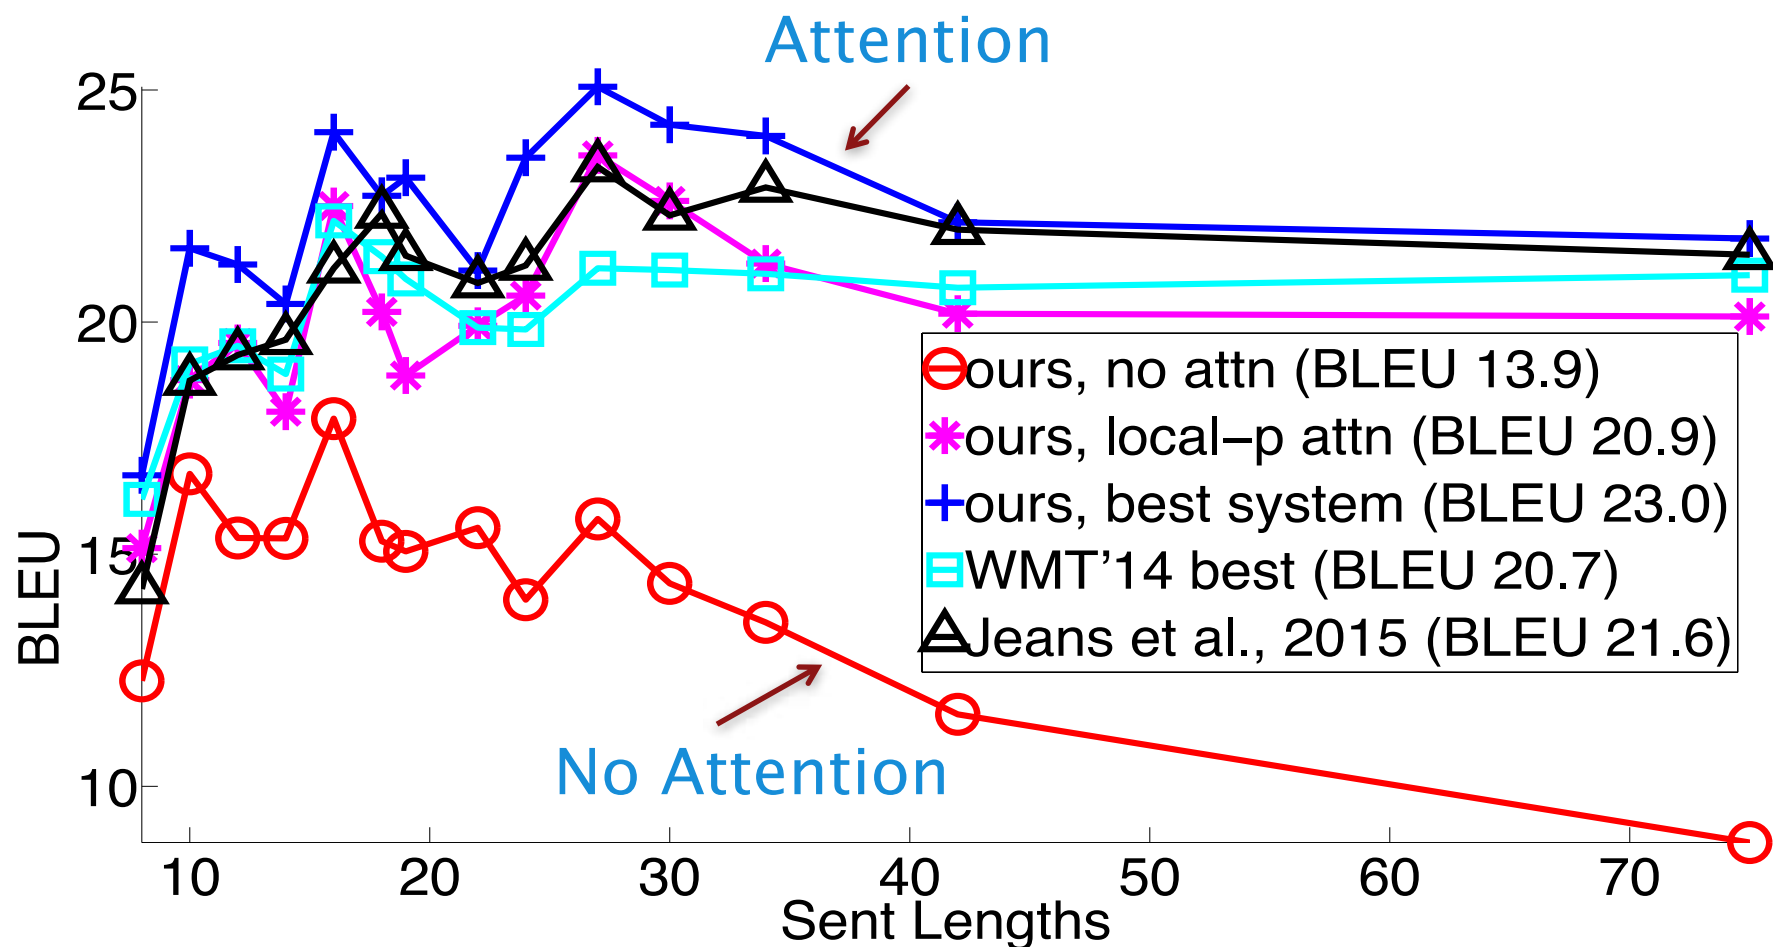 Attention
25
20
15
10
BLEU
ours, no attn (BLEU 13.9)
ours, local–p attn (BLEU 20.9)
ours, best system (BLEU 23.0)
WMT’14 best (BLEU 20.7)
Jeans et al., 2015 (BLEU 21.6)
No Attention
10 20 30 40 50 60 70
Sent Lengths